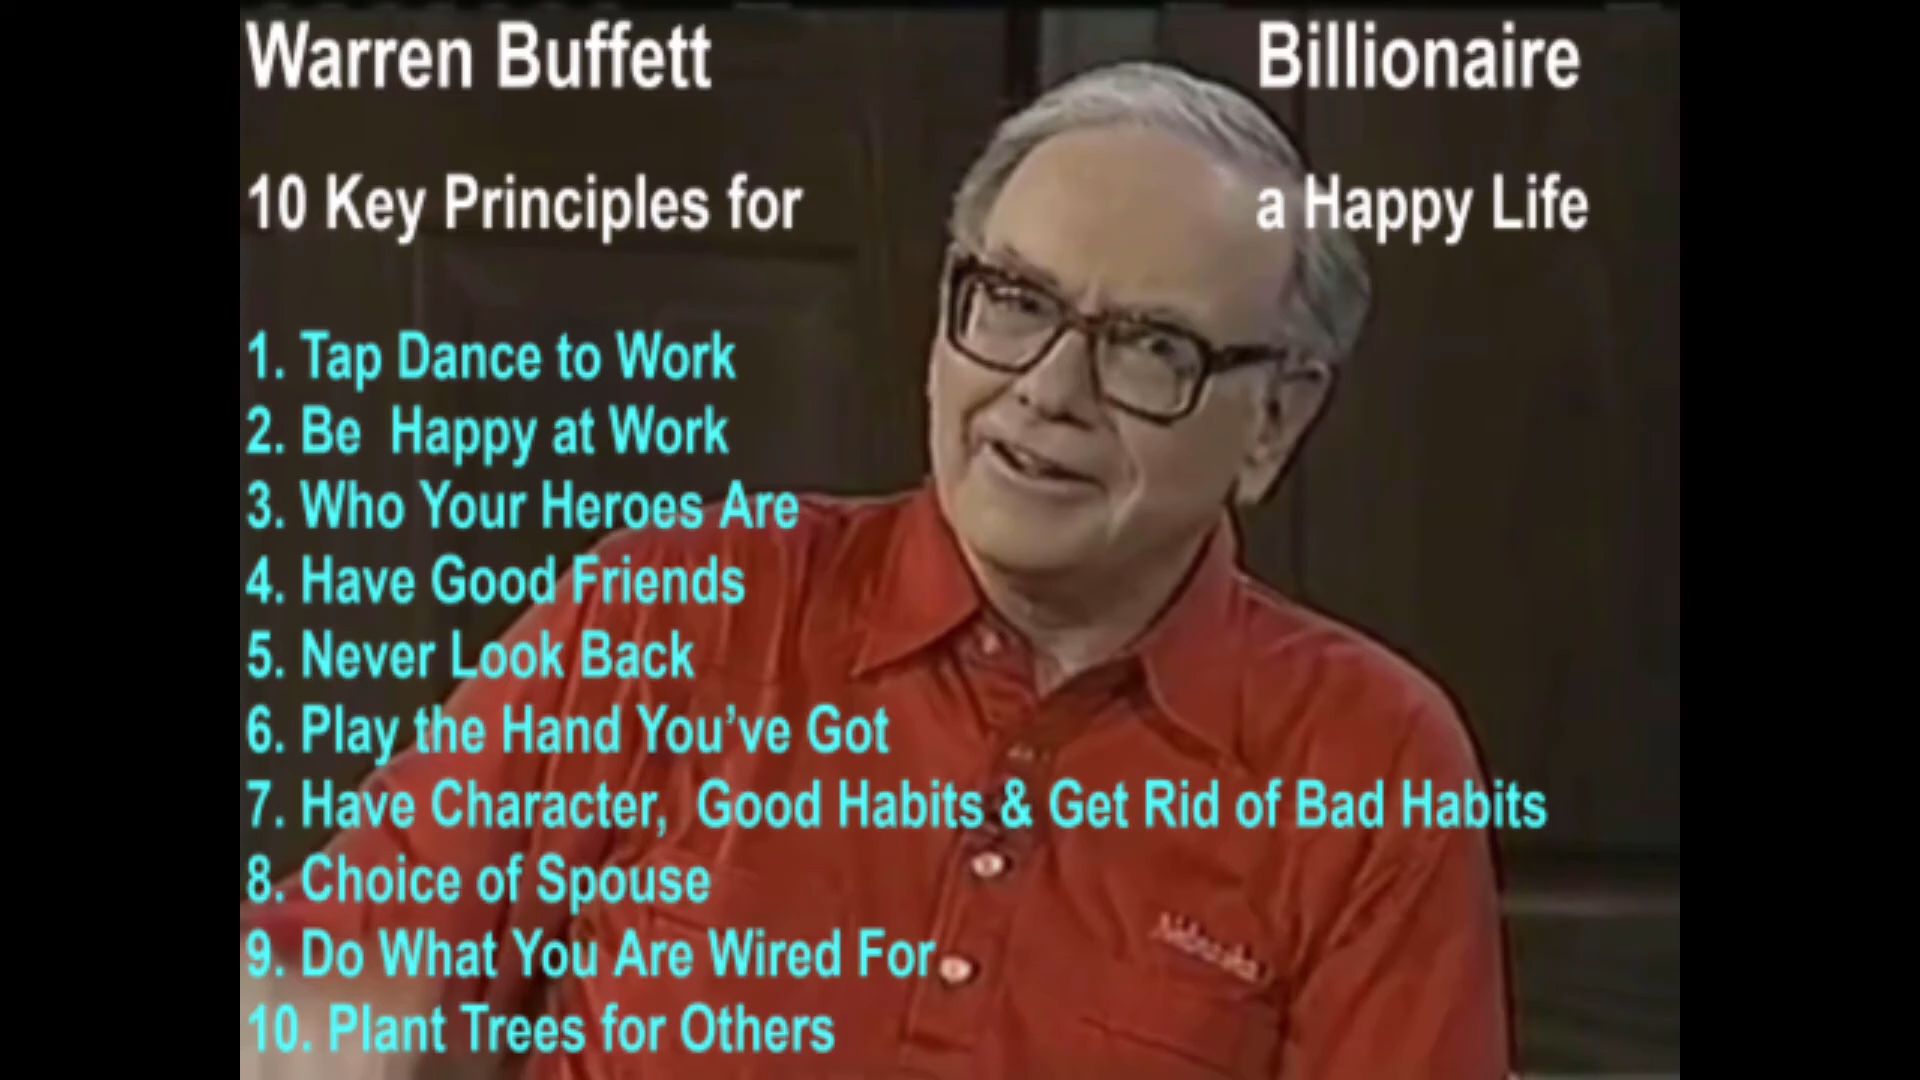 Warren Buffett Billionaire
10 Key Principles for a Happy Life
1. Tap Dance to Work
2. Be  Happy at Work
3. Who Your Heroes Are
4. Have Good Friends
5. Never Look Back
6. Play the Hand You’ve Got
7. Have Character,  Good Habits & Get Rid of Bad Habits
8. Choice of Spouse
9. Do What You Are Wired For
10. Plant Trees for Others
Nebraska